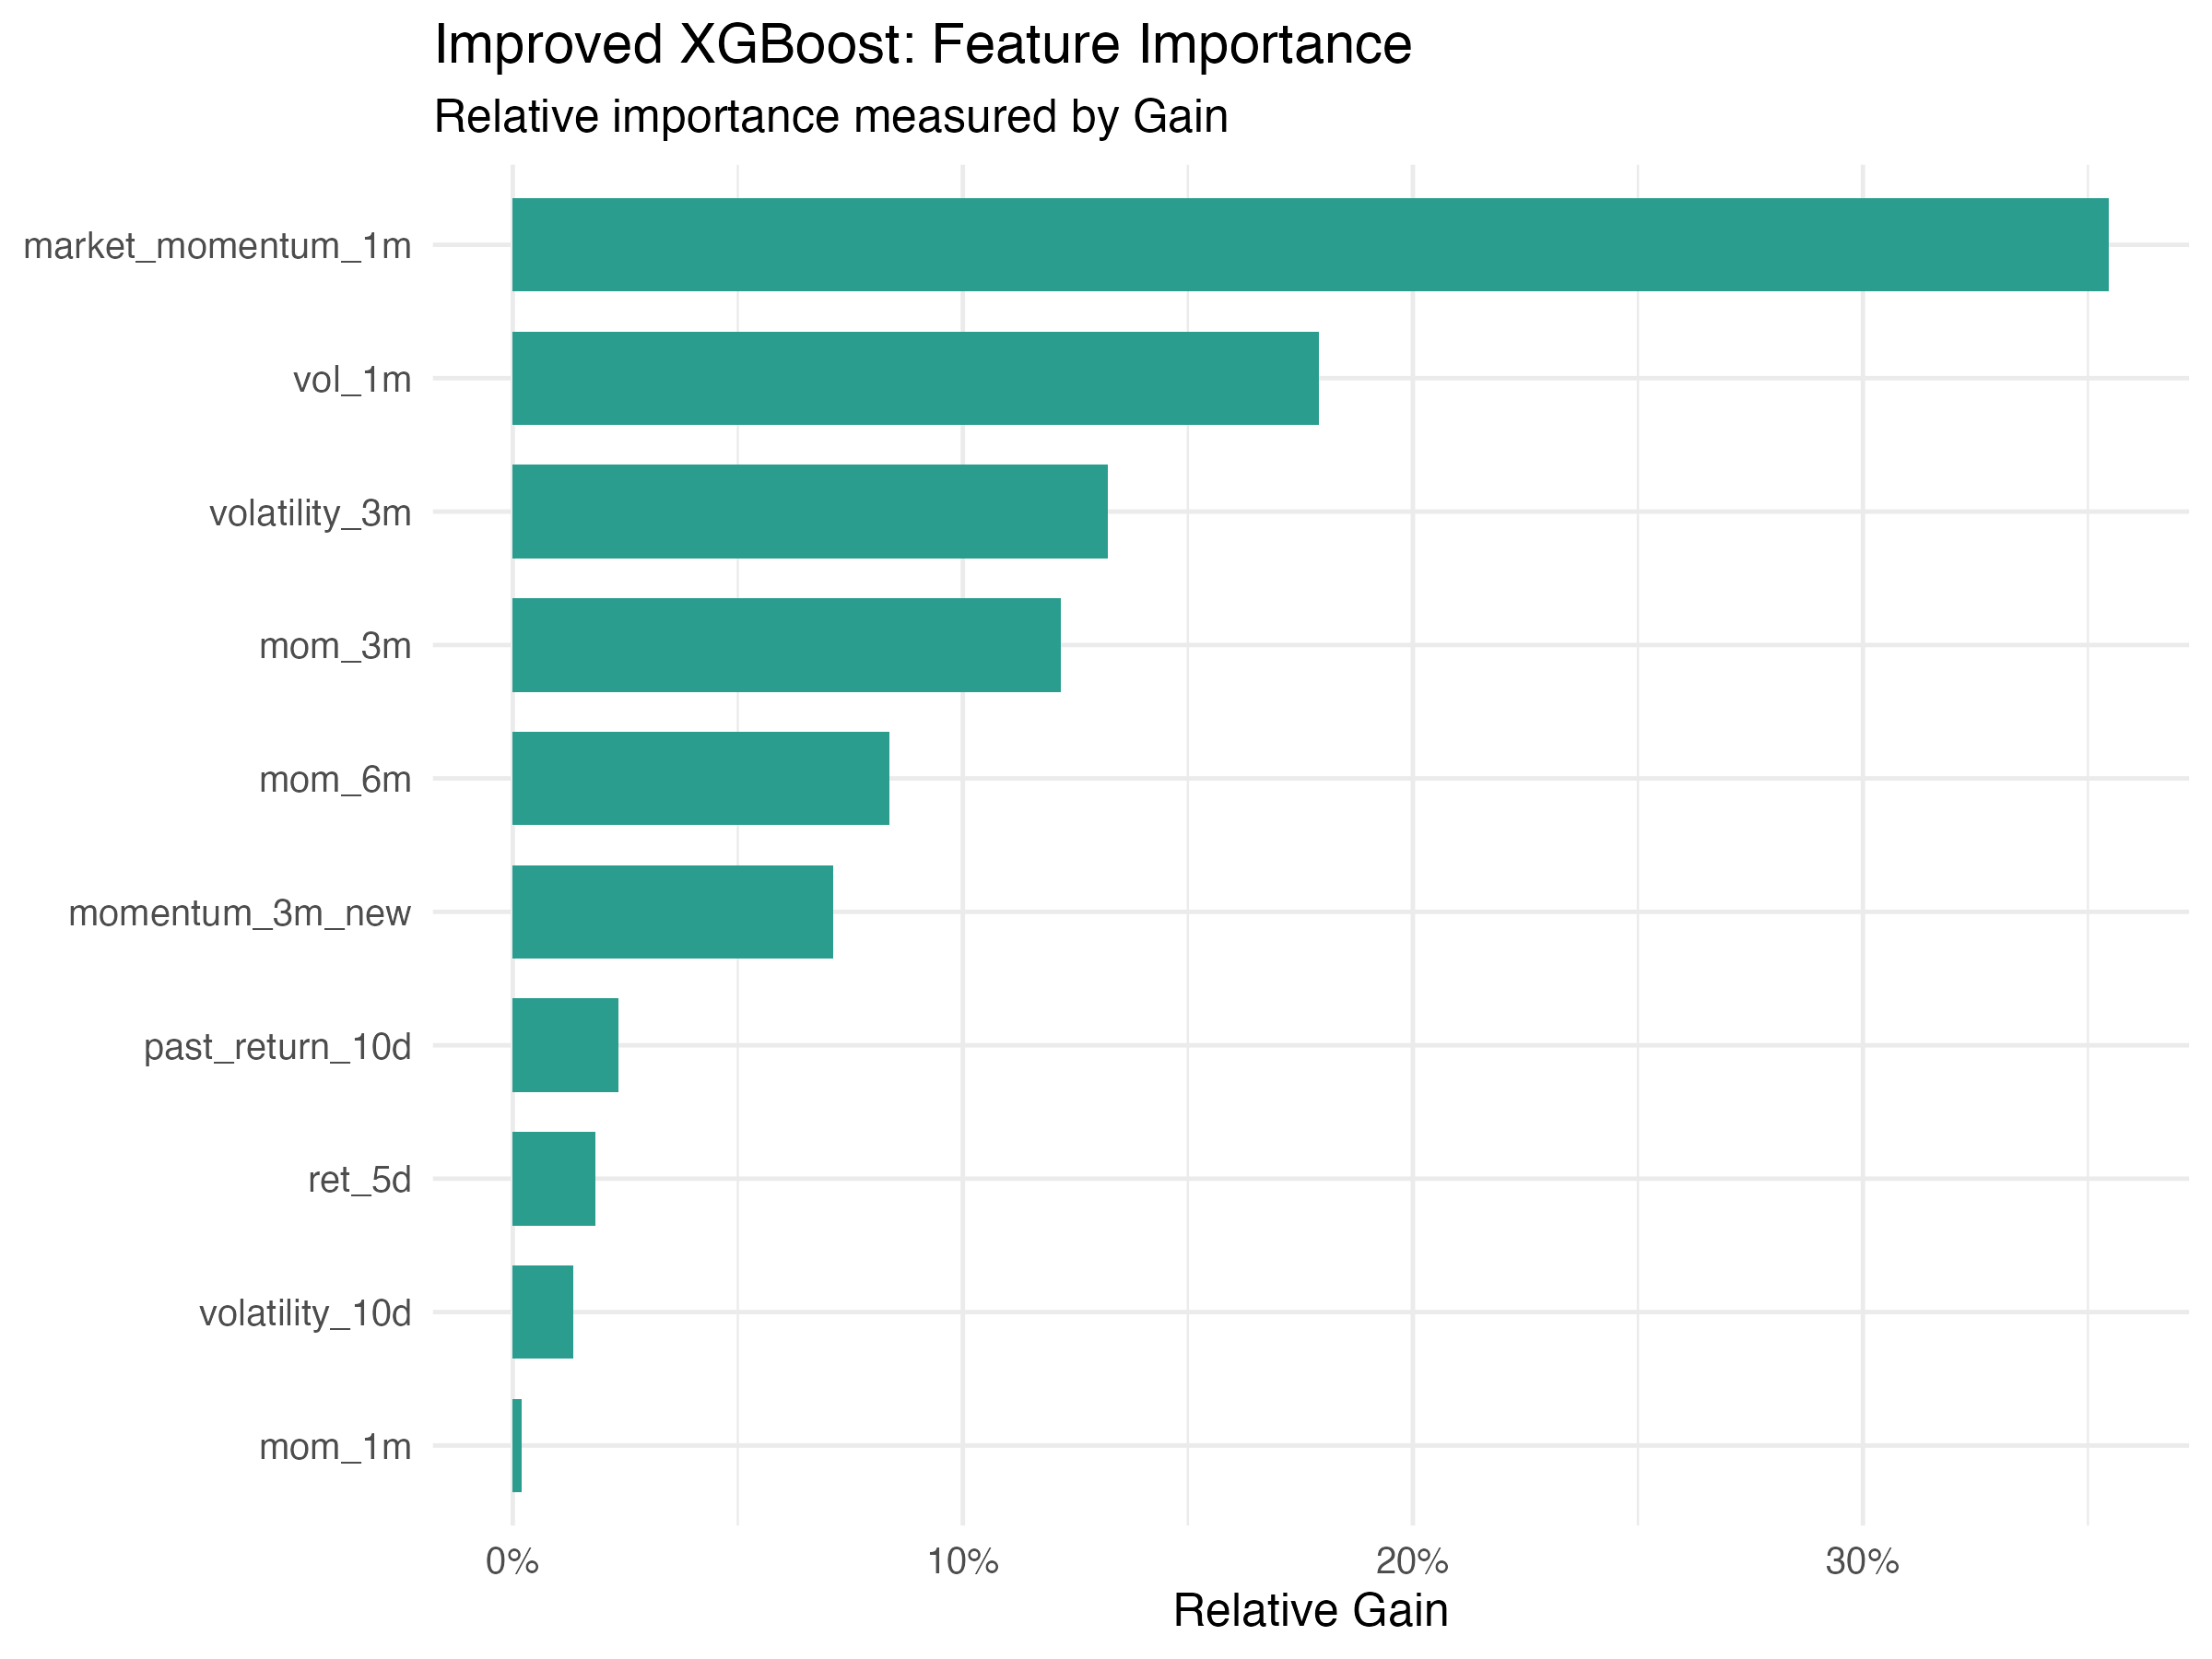 Improved XGBoost: Feature Importance
Relative importance measured by Gain
market_momentum_1m
vol_1m
volatility_3m
mom_3m
mom_6m
momentum_3m_new
past_return_10d
ret_5d
volatility_10d
mom_1m
0% 10% 20% 30%
Relative Gain